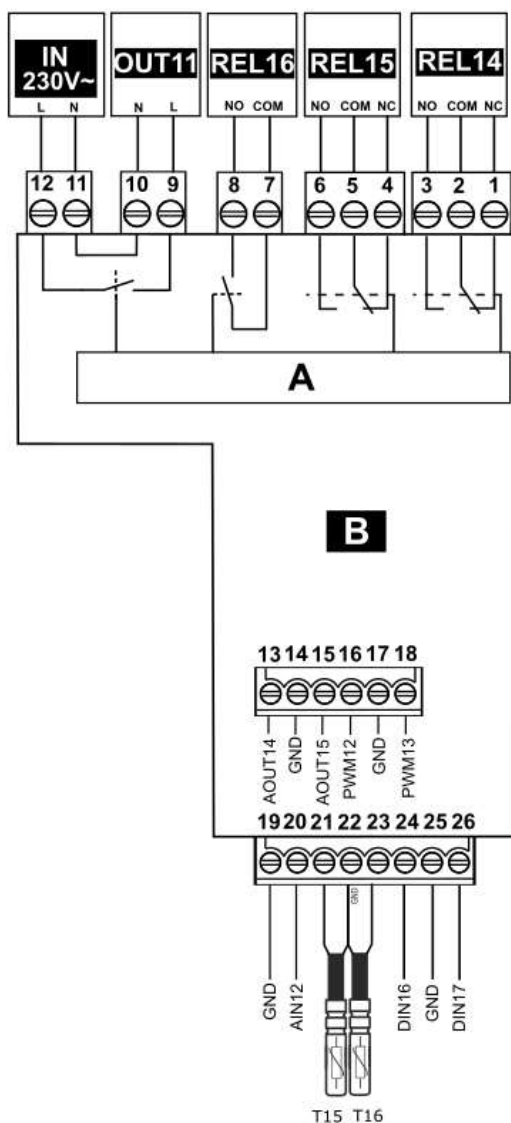 IN OUT11 REL16 REL15 REL14
230V~
L N N L NO COM NO COM NC NO COM NC
12 11 10 9 8 7 6 5 4 3 2 1
A
B
13 14 15 16 17 18
AOUT14 GND AOUT15 PWM12 GND PWM13
19 20 21 22 23 24 25 26
GND
GND AIN12 DIN16 GND DIN17
T15 T16